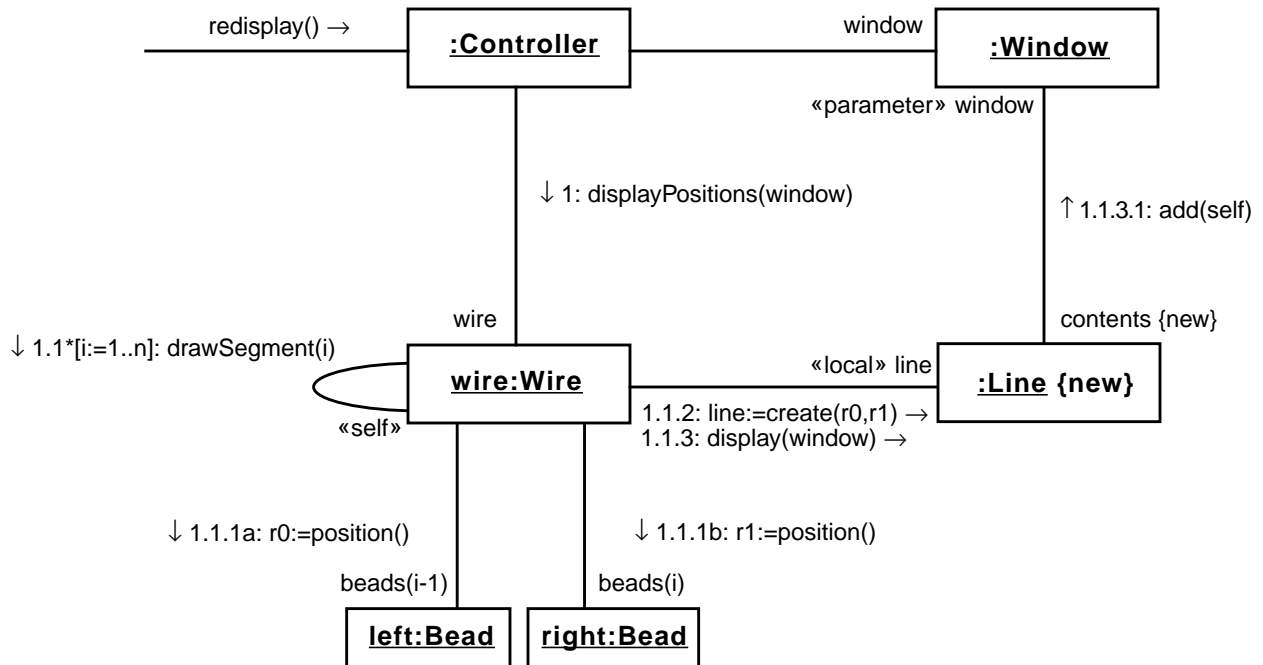 redisplay() →
:Controller
window
:Window
«parameter» window
↓ 1: displayPositions(window)
↑ 1.1.3.1: add(self)
wire
contents {new}
↓ 1.1*[i:=1..n]: drawSegment(i)
wire:Wire
«local» line
:Line {new}
«self»
1.1.2: line:=create(r0,r1) →
1.1.3: display(window) →
↓ 1.1.1a: r0:=position()
↓ 1.1.1b: r1:=position()
beads(i-1)
beads(i)
left:Bead
right:Bead